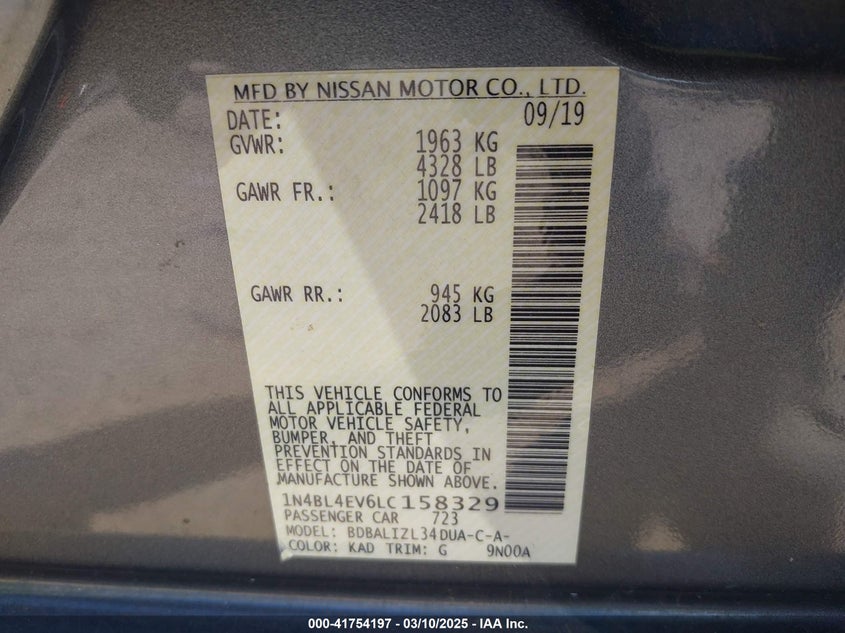 MFD BY NISSAN MOTOR CO., LTD.
DATE: 09/19
GVWR: 1963 KG
4328 LB
GAWR FR.: 1097 KG
2418 LB
GAWR RR.: 945 KG
2083 LB
THIS VEHICLE CONFORMS TO
ALL APPLICABLE FEDERAL
MOTOR VEHICLE SAFETY,
BUMPER, AND THEFT
PREVENTION STANDARDS IN
EFFECT ON THE DATE OF
MANUFACTURE SHOWN ABOVE.
1N4BL4EV6LC158329
PASSENGER CAR 723
MODEL: BDBALIZL34DUA-C-A-
COLOR: KAD TRIM: G 9N00A
000-41754197 - 03/10/2025 - IAA Inc.